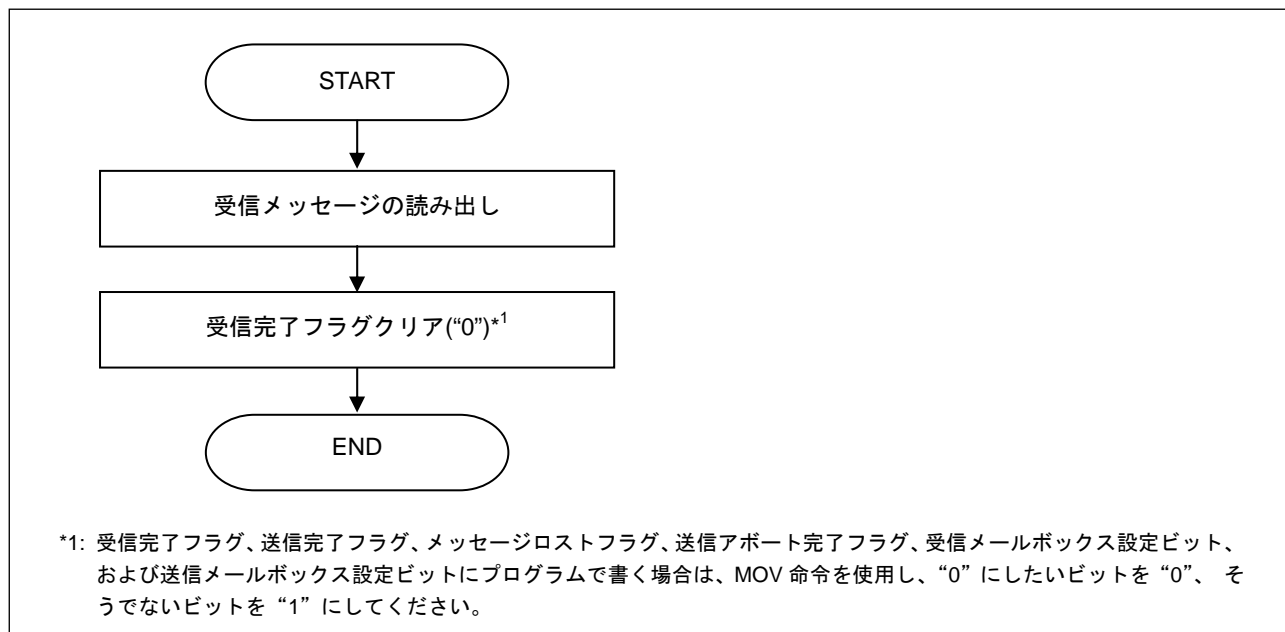 START
受信メッセージの読み出し
受信完了フラグクリア(“0”)*1
END
*1: 受信完了フラグ、送信完了フラグ、メッセージロストフラグ、送信アボート完了フラグ、受信メールボックス設定ビット、
および送信メールボックス設定ビットにプログラムで書く場合は、MOV 命令を使用し、“0” にしたいビットを “0”、 そ
うでないビットを “1” にしてください。